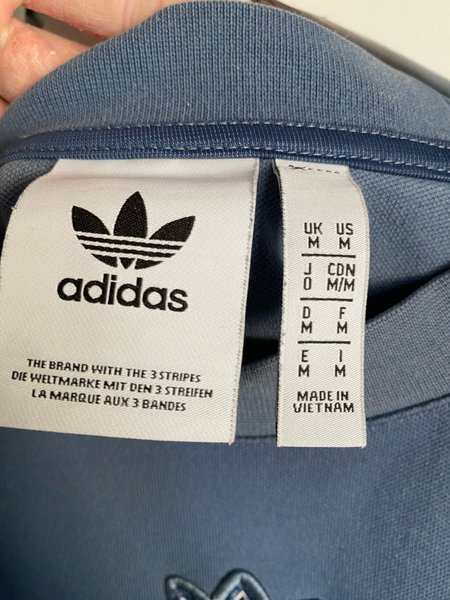 adidas
THE BRAND WITH THE 3 STRIPES
DIE WELTMARKE MIT DEN 3 STREIFEN
LA MARQUE AUX 3 BANDES
UK US
M M
J CDN
O M/M
D F
M M
E I
M M
MADE IN
VIETNAM